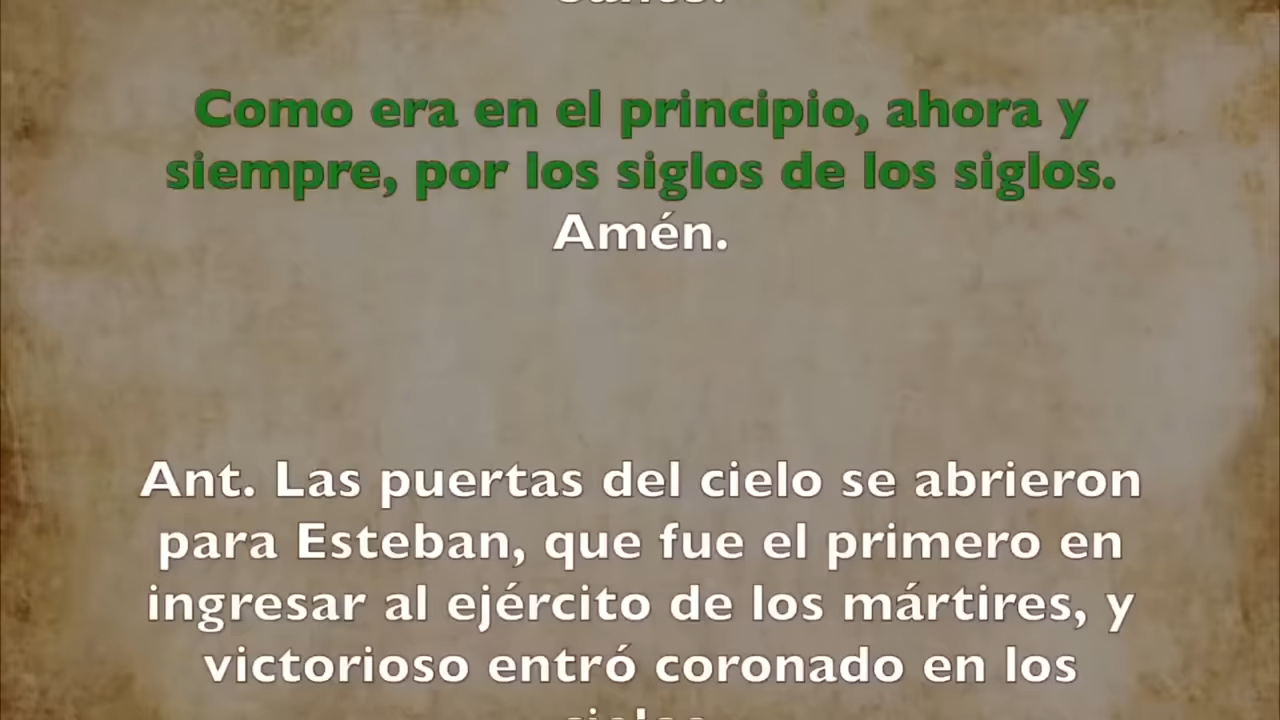 Como era en el principio, ahora y
siempre, por los siglos de los siglos.
Amén.
Ant. Las puertas del cielo se abrieron
para Esteban, que fue el primero en
ingresar al ejército de los mártires, y
victorioso entró coronado en los